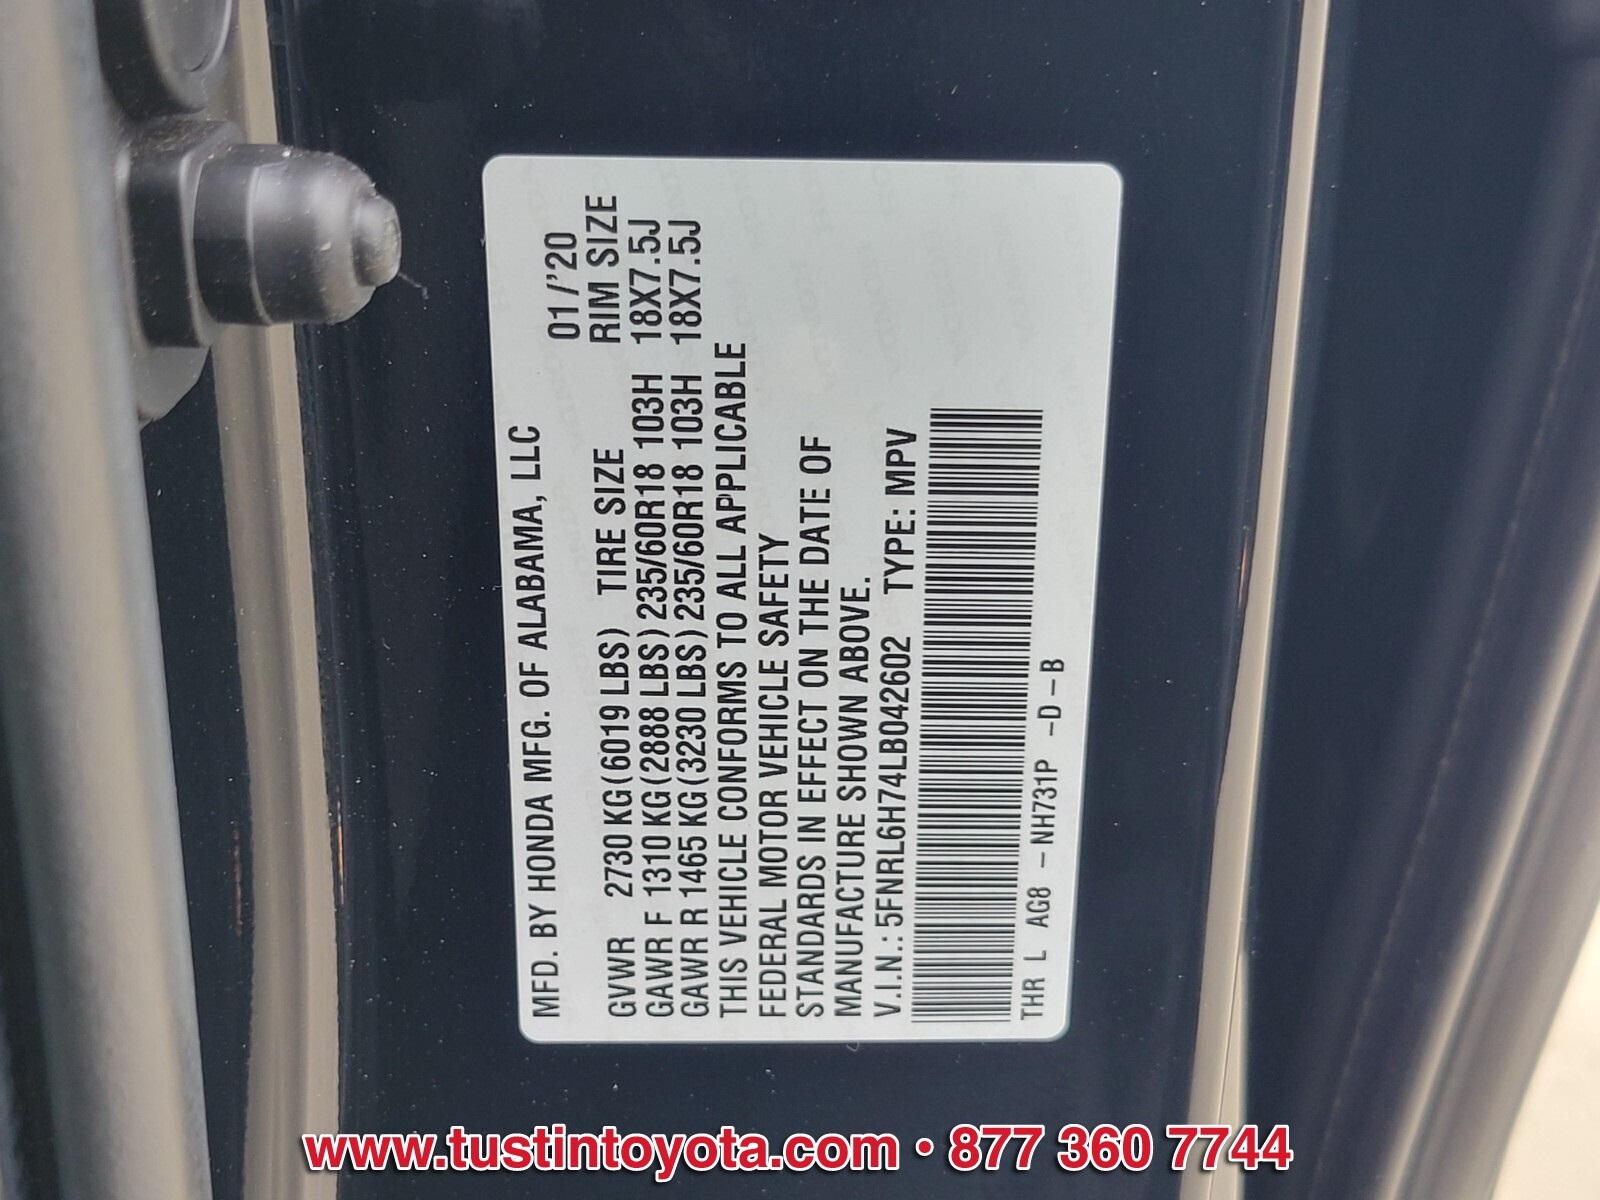 MFD. BY HONDA MFG. OF ALABAMA, LLC 01/'20
GVWR 2730 KG (6019 LBS) TIRE SIZE RIM SIZE
GAWR F 1310 KG (2888 LBS) 235/60R18 103H 18X7.5J
GAWR R 1465 KG (3230 LBS) 235/60R18 103H 18X7.5J
THIS VEHICLE CONFORMS TO ALL APPLICABLE
FEDERAL MOTOR VEHICLE SAFETY
STANDARDS IN EFFECT ON THE DATE OF
MANUFACTURE SHOWN ABOVE.
V.I.N.: 5FNRL6H74LB042602 TYPE: MPV
THR L AG8 -NH731P -D-B
www.tustintoyota.com • 877 360 7744